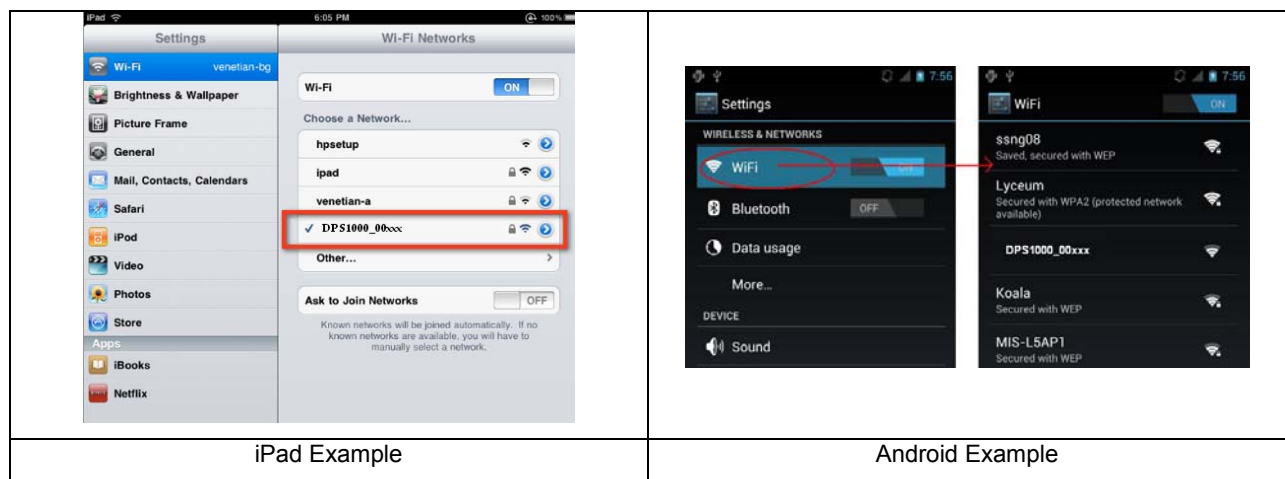 iPad
6:05 PM
100%
Settings
Wi-Fi Networks
Wi-Fi venetian-bg
Brightness & Wallpaper
Picture Frame
General
Mail, Contacts, Calendars
Safari
iPod
Video
Photos
Store
Apps
iBooks
Netflix
Wi-Fi ON
Choose a Network...
hpsetup
ipad
venetian-a
✓ DPS1000_00xxx
Other...
Ask to Join Networks OFF
Known networks will be joined automatically. If no
known networks are available, you will have to
manually select a network.
7:56
Settings
WIRELESS & NETWORKS
WiFi ON
Bluetooth OFF
Data usage
More...
DEVICE
Sound
7:56
WiFi ON
ssng08
Saved, secured with WEP
Lyceum
Secured with WPA2 (protected network
available)
DPS1000_00xxx
Koala
Secured with WEP
MIS-L5AP1
Secured with WEP
iPad Example
Android Example